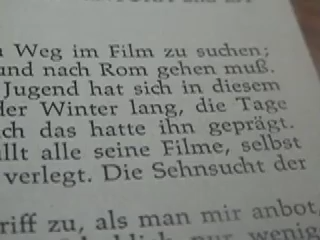 Weg im Film zu suchen;
und nach Rom gehen muß.
Jugend hat sich in diesem
der Winter lang, die Tage
ch das hatte ihn geprägt.
llt alle seine Filme, selbst
verlegt. Die Sehnsucht der
riff zu, als man mir anbot,
nur wenig